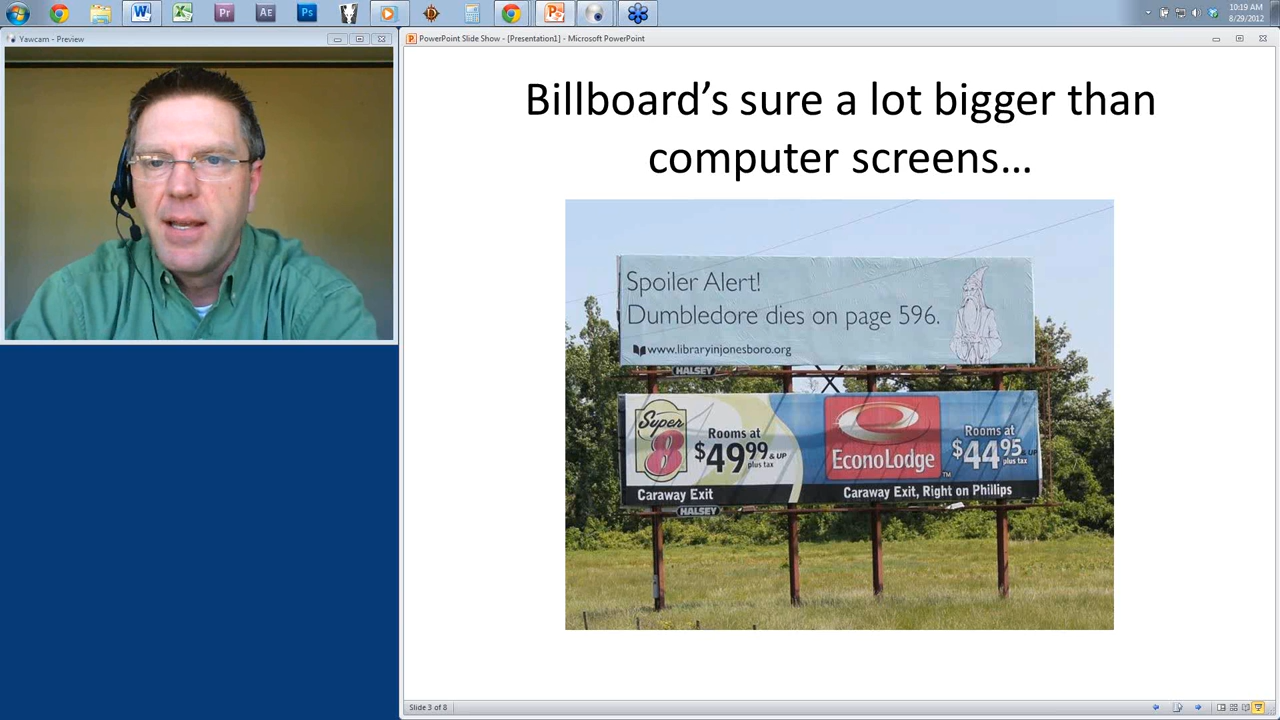 10:19 AM
8/29/2012
Yawcam - Preview
PowerPoint Slide Show - [Presentation1] - Microsoft PowerPoint
Billboard’s sure a lot bigger than
computer screens…
Spoiler Alert!
Dumbledore dies on page 596.
www.libraryinjonesboro.org
HALSEY
Super
8
Rooms at
$49.99 & UP
plus tax
Caraway Exit
EconoLodge
TM
Rooms at
$44.95 & UP
plus tax
Caraway Exit, Right on Phillips
HALSEY
Slide 3 of 8